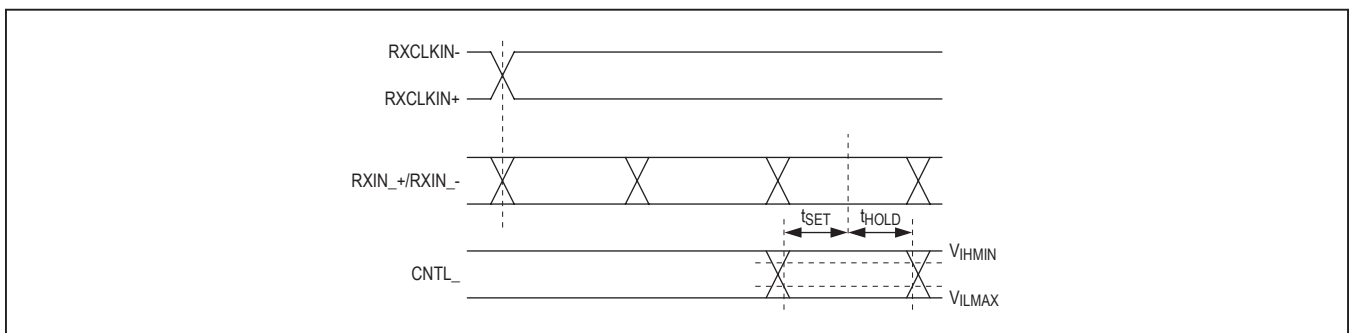 RXCLKIN-
RXCLKIN+
RXIN_+/RXIN_-
tSET
tHOLD
VIHMIN
CNTL_
VILMAX